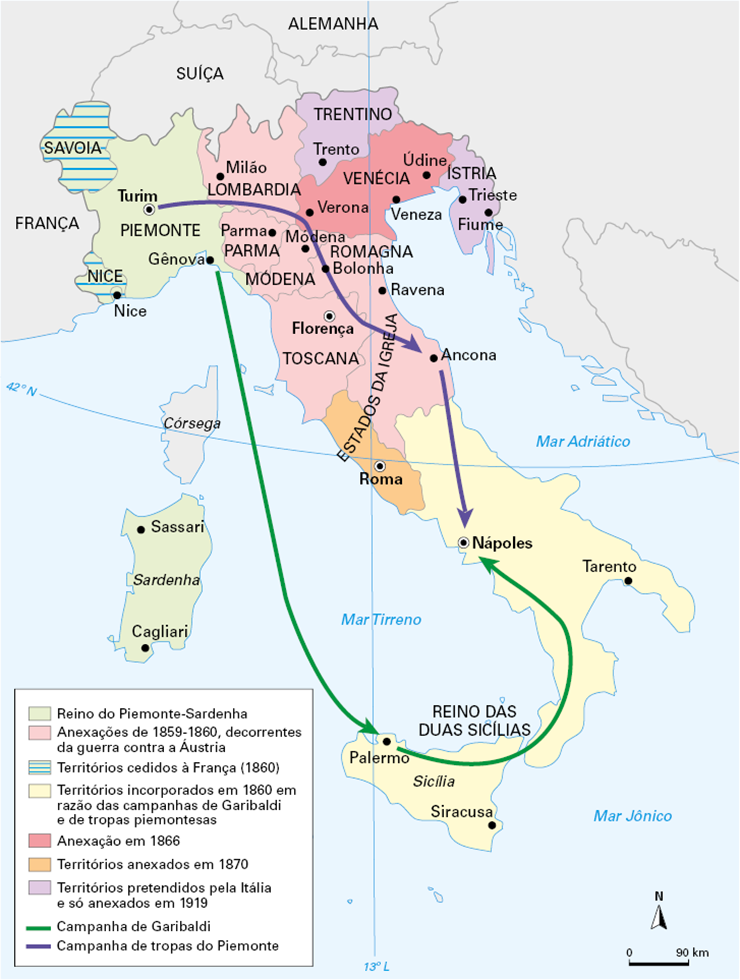 ALEMANHA
SUÍÇA
TRENTINO
Trento
SAVOIA
Milão
LOMBARDIA
Údine
VENÉCIA
ÍSTRIA
Turim
Trieste
Verona
Veneza
FRANÇA
PIEMONTE
Parma
Módena
Fiume
PARMA
ROMAGNA
Gênova
Bolonha
NICE
MÓDENA
Ravena
Nice
Florença
TOSCANA
Ancona
ESTADOS DA IGREJA
42° N
Córsega
Mar Adriático
Roma
Sassari
Nápoles
Tarento
Sardenha
Mar Tirreno
Cagliari
REINO DAS
DUAS SICÍLIAS
Palermo
Sicília
Siracusa
Mar Jônico
Reino do Piemonte-Sardenha
Anexações de 1859-1860, decorrentes
da guerra contra a Áustria
Territórios cedidos à França (1860)
Territórios incorporados em 1860 em
razão das campanhas de Garibaldi
e de tropas piemontesas
Anexação em 1866
Territórios anexados em 1870
Territórios pretendidos pela Itália
e só anexados em 1919
Campanha de Garibaldi
Campanha de tropas do Piemonte
N
0 90 km
13° L